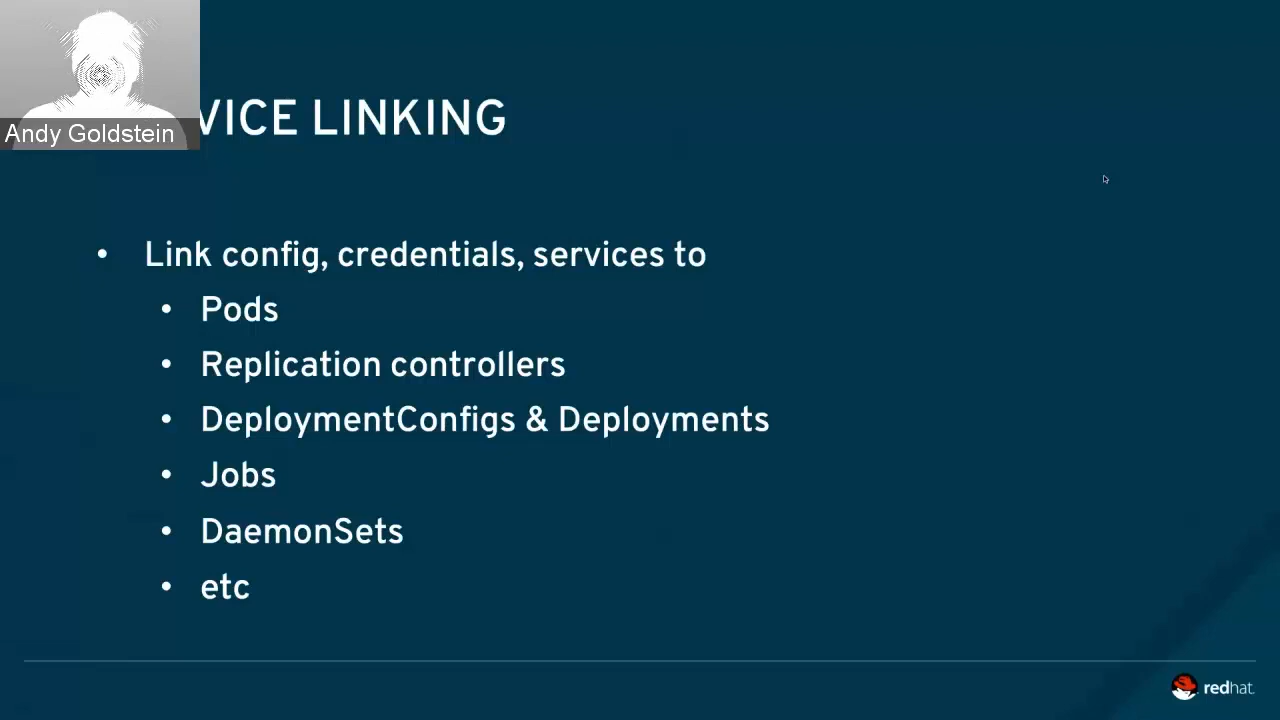 Andy Goldstein
VICE LINKING
• Link config, credentials, services to
• Pods
• Replication controllers
• DeploymentConfigs & Deployments
• Jobs
• DaemonSets
• etc
redhat.